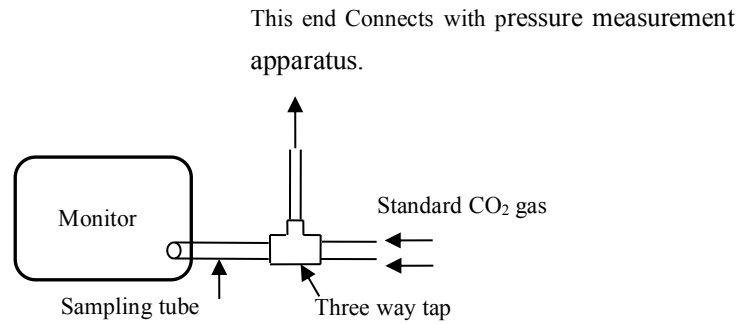 This end Connects with pressure measurement
apparatus.
Standard CO₂ gas
Monitor
Sampling tube
Three way tap